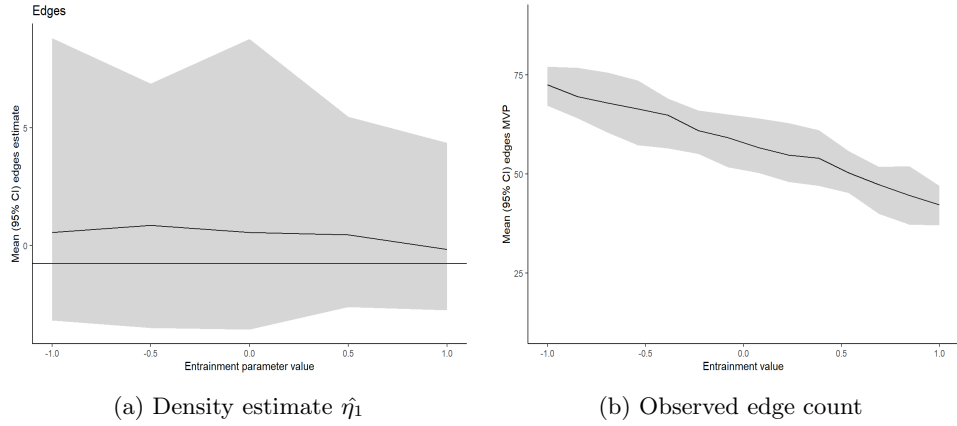 Edges
Mean (95% CI) edges estimate
5
0
-1.0 -0.5 0.0 0.5 1.0
Entrainment parameter value
(a) Density estimate η̂₁
Mean (95% CI) edges MVP
75
50
25
-1.0 -0.5 0.0 0.5 1.0
Entrainment value
(b) Observed edge count